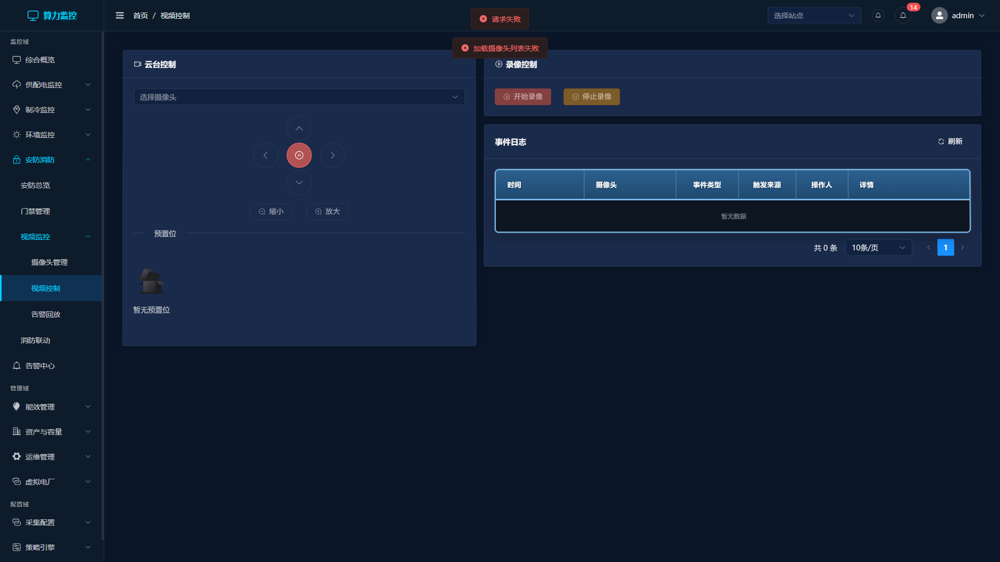 算力监控
首页 / 视频控制
请求失败
选择站点
14
admin
加载摄像头列表失败
监控域
综合概览
供配电监控
制冷监控
环境监控
安防消防
安防总览
门禁管理
视频监控
摄像头管理
视频控制
告警回放
消防联动
告警中心
管理域
能效管理
资产与容量
运维管理
虚拟电厂
配置域
采集配置
策略引擎
云台控制
选择摄像头
缩小 放大
预置位
暂无预置位
录像控制
开始录像 停止录像
事件日志 刷新
时间 摄像头 事件类型 触发来源 操作人 详情
暂无数据
共 0 条 10条/页 1